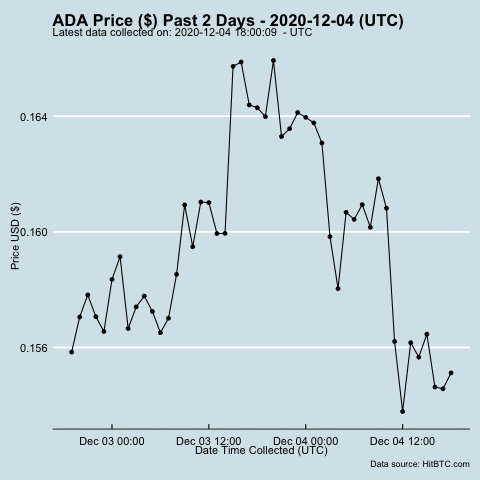 ADA Price ($) Past 2 Days - 2020-12-04 (UTC)
Latest data collected on: 2020-12-04 18:00:09  - UTC
Price USD ($)
0.164
0.160
0.156
Dec 03 00:00 Dec 03 12:00 Dec 04 00:00 Dec 04 12:00
Date Time Collected (UTC)
Data source: HitBTC.com